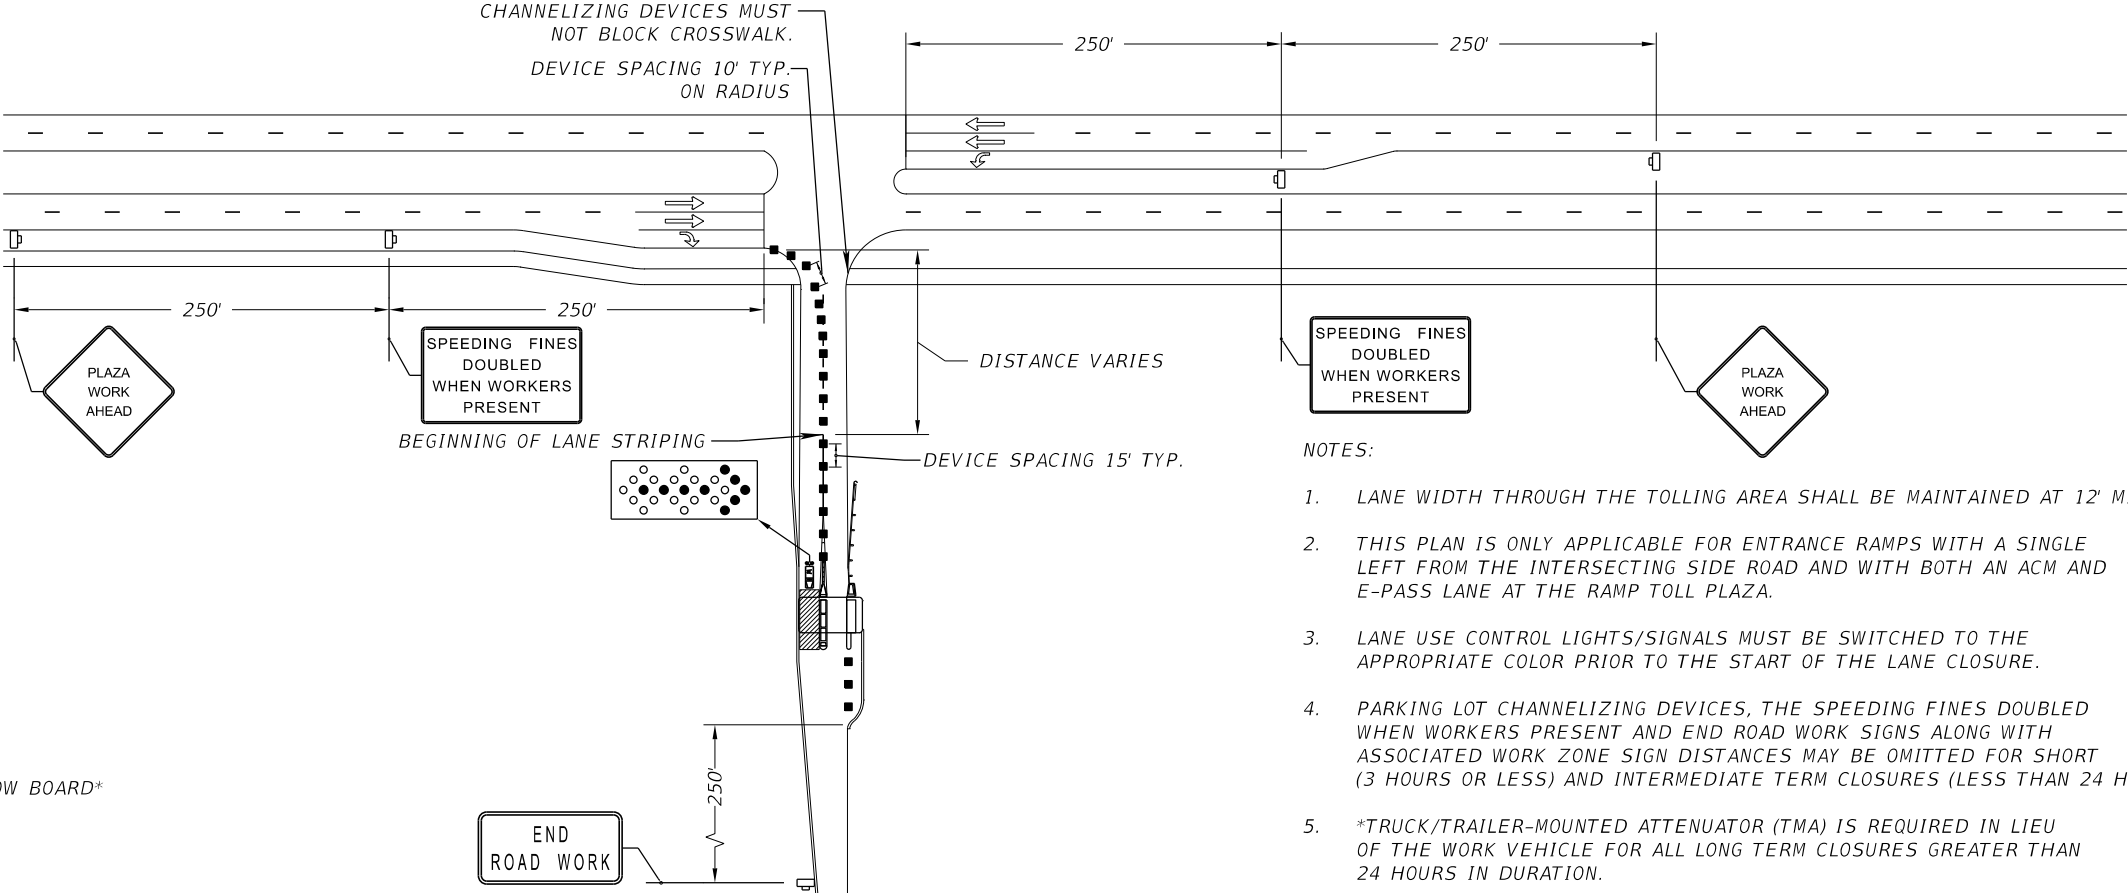 CHANNELIZING DEVICES MUST
NOT BLOCK CROSSWALK.
DEVICE SPACING 10' TYP.
ON RADIUS
250'
250'
250'
250'
PLAZA
WORK
AHEAD
SPEEDING FINES
DOUBLED
WHEN WORKERS
PRESENT
DISTANCE VARIES
SPEEDING FINES
DOUBLED
WHEN WORKERS
PRESENT
PLAZA
WORK
AHEAD
BEGINNING OF LANE STRIPING
DEVICE SPACING 15' TYP.
NOTES:
1. LANE WIDTH THROUGH THE TOLLING AREA SHALL BE MAINTAINED AT 12'
2. THIS PLAN IS ONLY APPLICABLE FOR ENTRANCE RAMPS WITH A SINGLE
LEFT FROM THE INTERSECTING SIDE ROAD AND WITH BOTH AN ACM AND
E-PASS LANE AT THE RAMP TOLL PLAZA.
3. LANE USE CONTROL LIGHTS/SIGNALS MUST BE SWITCHED TO THE
APPROPRIATE COLOR PRIOR TO THE START OF THE LANE CLOSURE.
4. PARKING LOT CHANNELIZING DEVICES, THE SPEEDING FINES DOUBLED
WHEN WORKERS PRESENT AND END ROAD WORK SIGNS ALONG WITH
ASSOCIATED WORK ZONE SIGN DISTANCES MAY BE OMITTED FOR SHORT
(3 HOURS OR LESS) AND INTERMEDIATE TERM CLOSURES (LESS THAN 24 H
5. *TRUCK/TRAILER-MOUNTED ATTENUATOR (TMA) IS REQUIRED IN LIEU
OF THE WORK VEHICLE FOR ALL LONG TERM CLOSURES GREATER THAN
24 HOURS IN DURATION.
250'
OW BOARD*
END
ROAD WORK